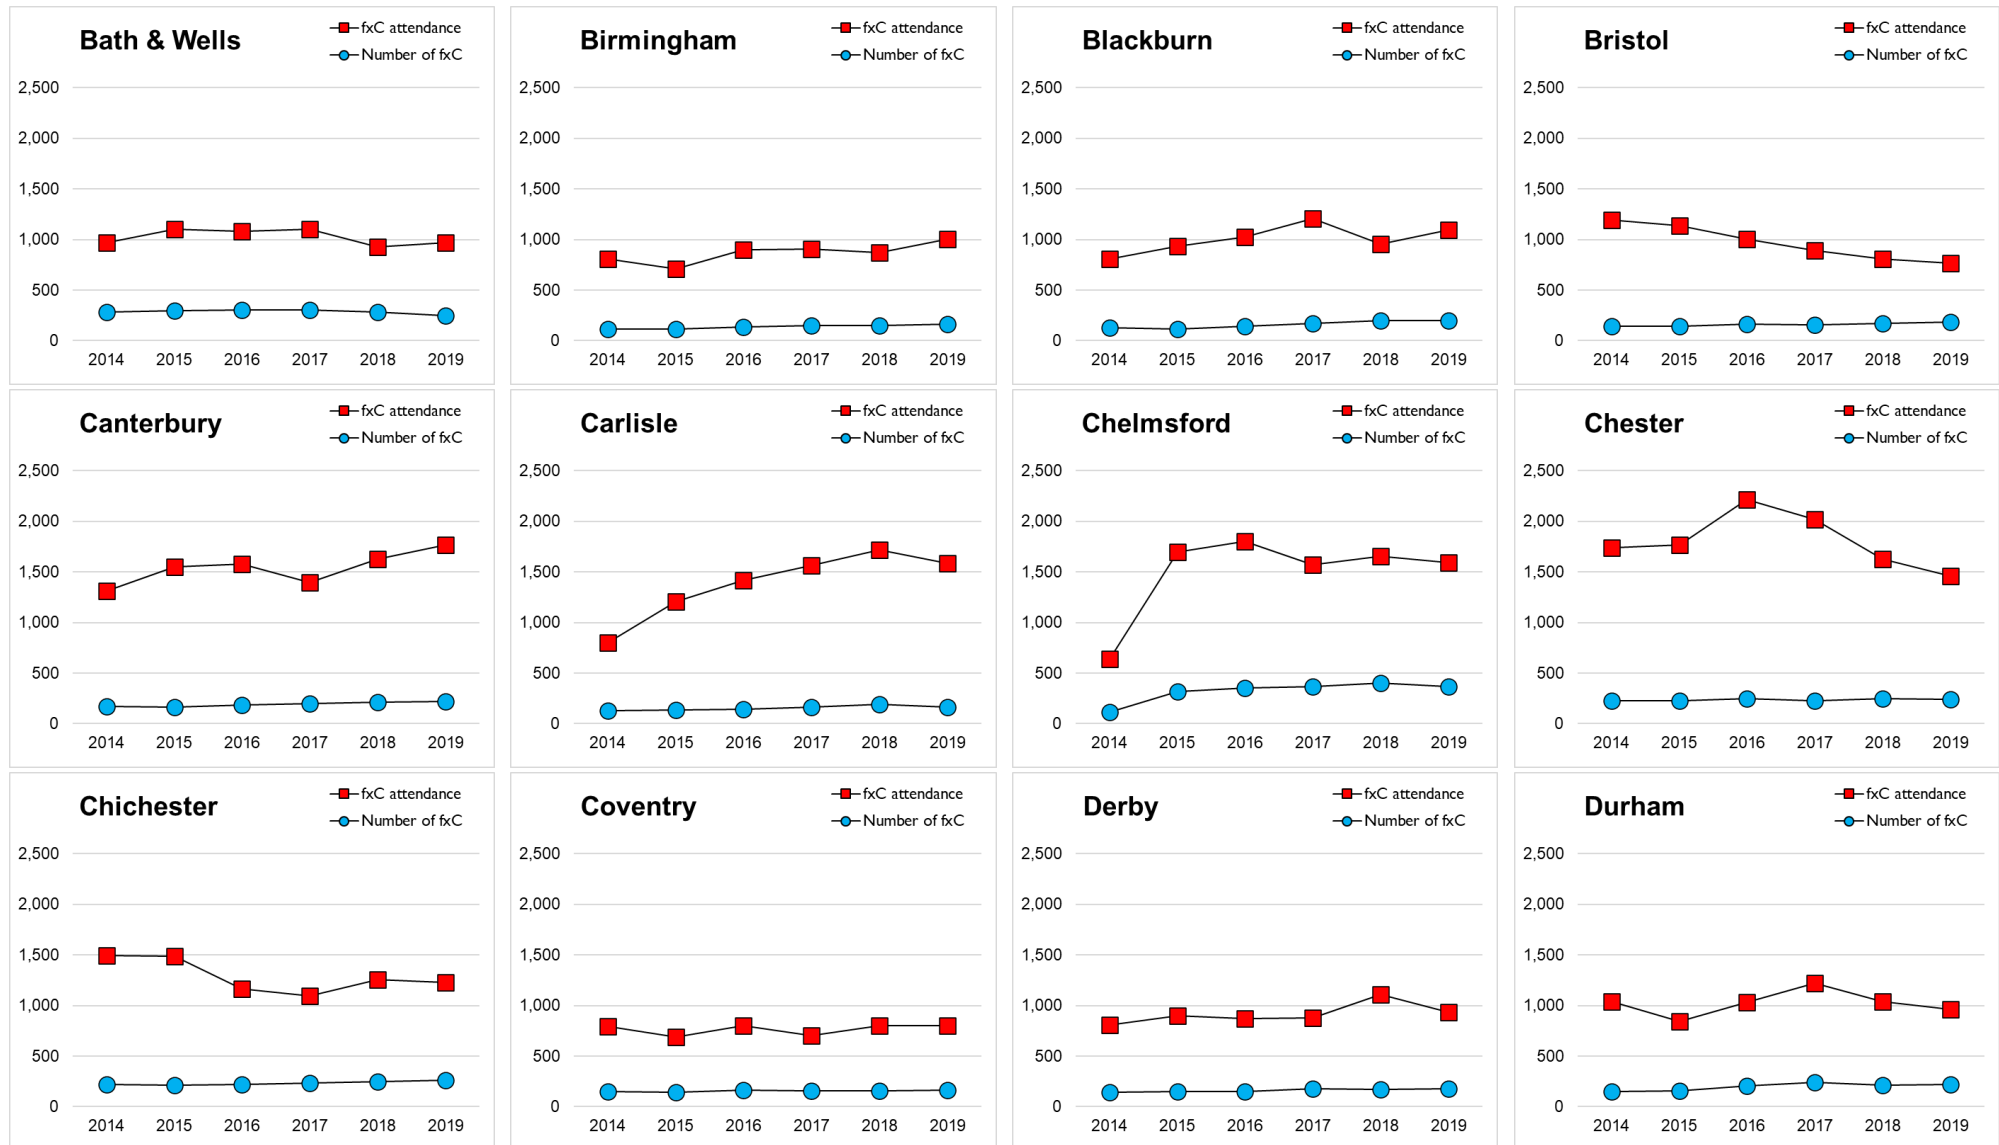 Bath & Wells
fxC attendance
Number of fxC
2,500
2,000
1,500
1,000
500
0
2014 2015 2016 2017 2018 2019
Birmingham
fxC attendance
Number of fxC
2,500
2,000
1,500
1,000
500
0
2014 2015 2016 2017 2018 2019
Blackburn
fxC attendance
Number of fxC
2,500
2,000
1,500
1,000
500
0
2014 2015 2016 2017 2018 2019
Bristol
fxC attendance
Number of fxC
2,500
2,000
1,500
1,000
500
0
2014 2015 2016 2017 2018 2019
Canterbury
fxC attendance
Number of fxC
2,500
2,000
1,500
1,000
500
0
2014 2015 2016 2017 2018 2019
Carlisle
fxC attendance
Number of fxC
2,500
2,000
1,500
1,000
500
0
2014 2015 2016 2017 2018 2019
Chelmsford
fxC attendance
Number of fxC
2,500
2,000
1,500
1,000
500
0
2014 2015 2016 2017 2018 2019
Chester
fxC attendance
Number of fxC
2,500
2,000
1,500
1,000
500
0
2014 2015 2016 2017 2018 2019
Chichester
fxC attendance
Number of fxC
2,500
2,000
1,500
1,000
500
0
2014 2015 2016 2017 2018 2019
Coventry
fxC attendance
Number of fxC
2,500
2,000
1,500
1,000
500
0
2014 2015 2016 2017 2018 2019
Derby
fxC attendance
Number of fxC
2,500
2,000
1,500
1,000
500
0
2014 2015 2016 2017 2018 2019
Durham
fxC attendance
Number of fxC
2,500
2,000
1,500
1,000
500
0
2014 2015 2016 2017 2018 2019